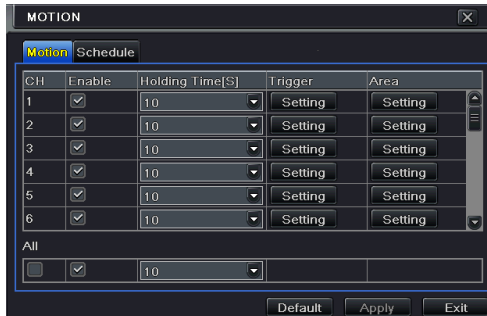 MOTION
Motion Schedule
CH Enable Holding Time[S] Trigger Area
1 10 Setting Setting
2 10 Setting Setting
3 10 Setting Setting
4 10 Setting Setting
5 10 Setting Setting
6 10 Setting Setting
All
10
Default Apply Exit